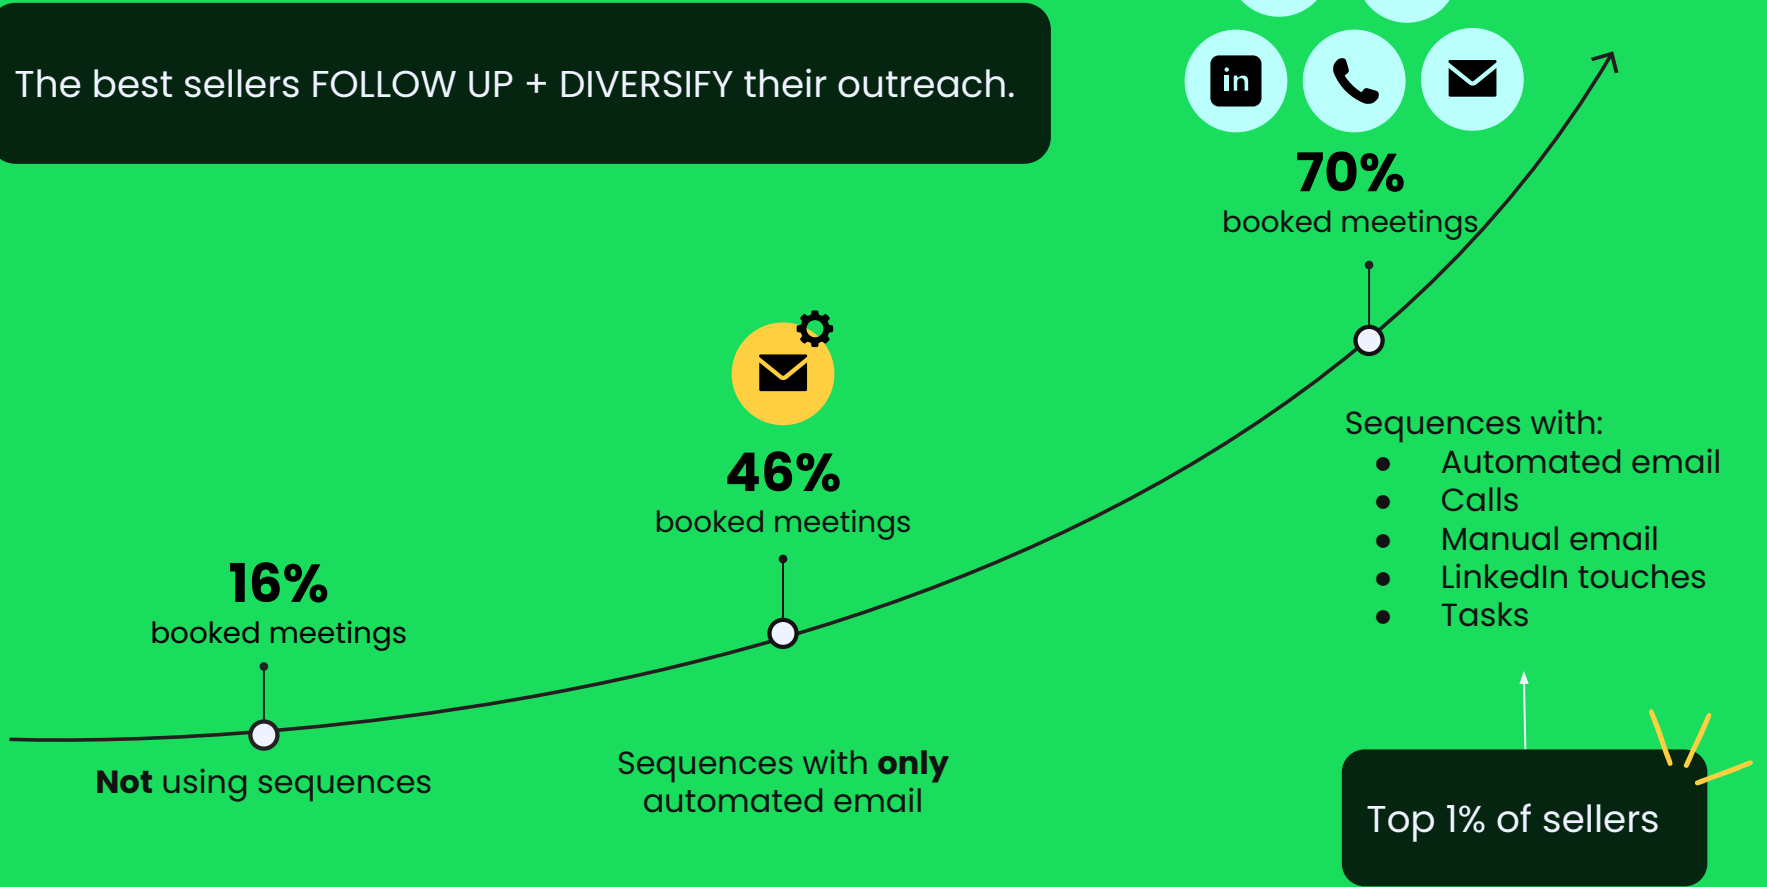 The best sellers FOLLOW UP + DIVERSIFY their outreach.
in
70%
booked meetings
46%
booked meetings
16%
booked meetings
Not using sequences
Sequences with only
automated email
Sequences with:
● Automated email
● Calls
● Manual email
● LinkedIn touches
● Tasks
Top 1% of sellers